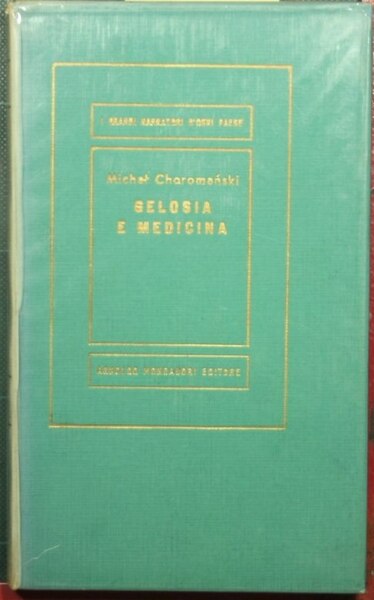 I GRANDI NARRATORI D'OGNI PAESE
Michał Choromański
GELOSIA
E MEDICINA
ARNOLDO MONDADORI EDITORE